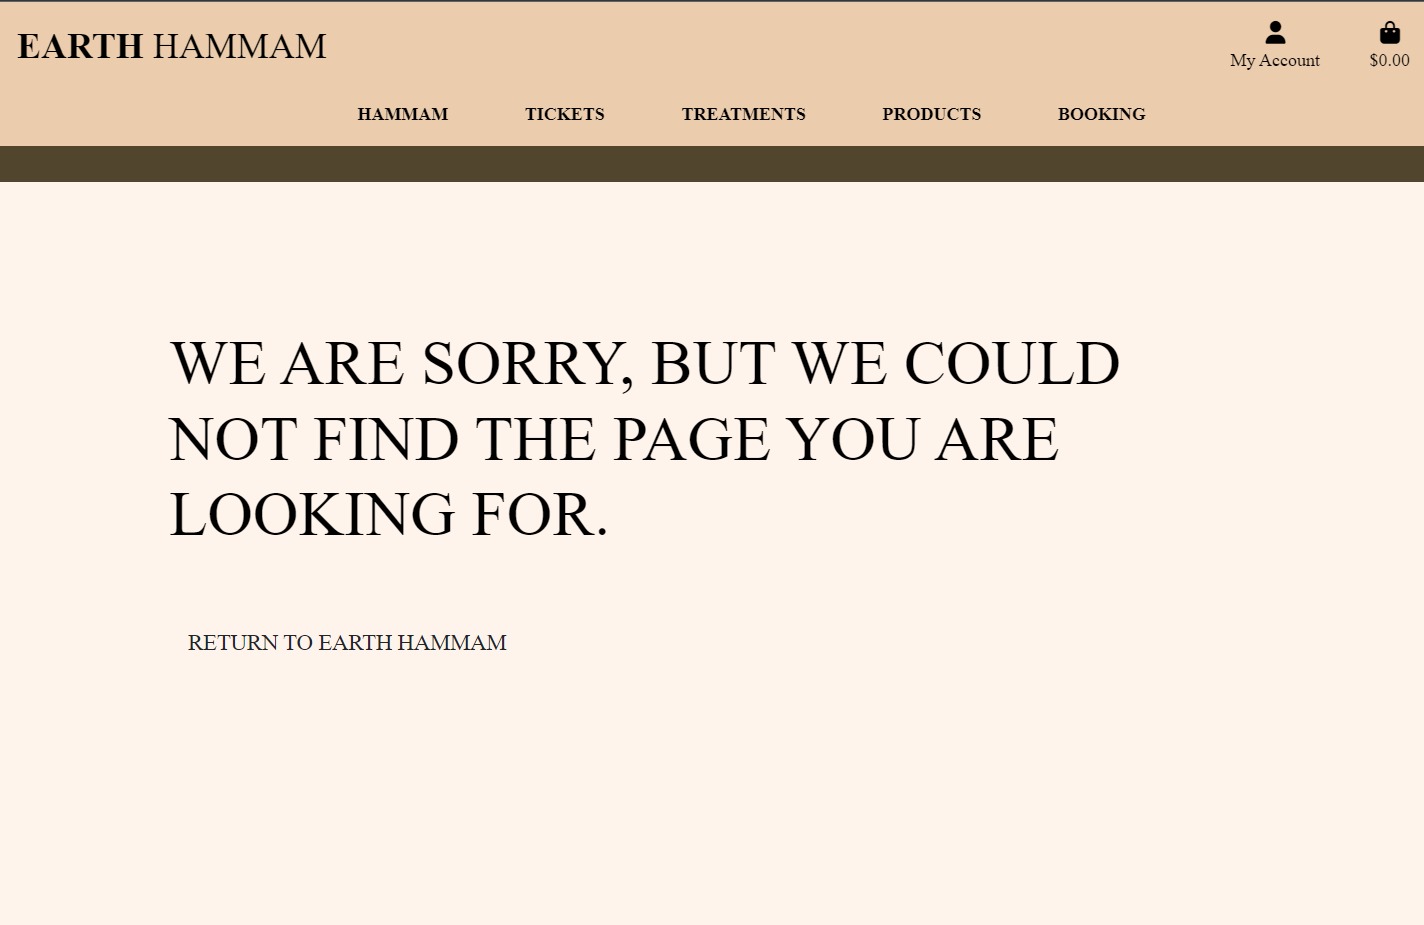 EARTH HAMMAM
My Account
$0.00
HAMMAM TICKETS TREATMENTS PRODUCTS BOOKING
WE ARE SORRY, BUT WE COULD
NOT FIND THE PAGE YOU ARE
LOOKING FOR.
RETURN TO EARTH HAMMAM